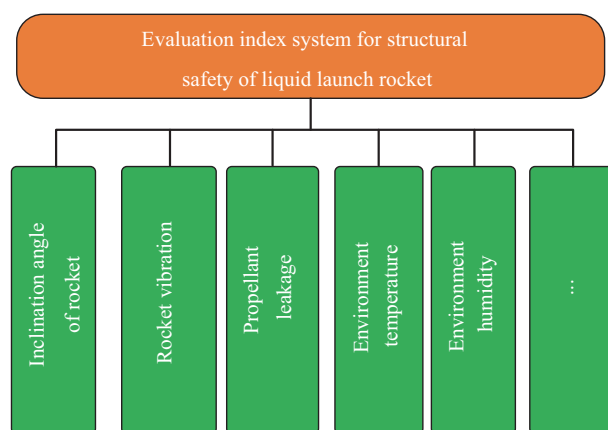 Evaluation index system for structural
safety of liquid launch rocket
Inclination angle
of rocket
Rocket vibration
Propellant
leakage
Environment
temperature
Environment
humidity
...